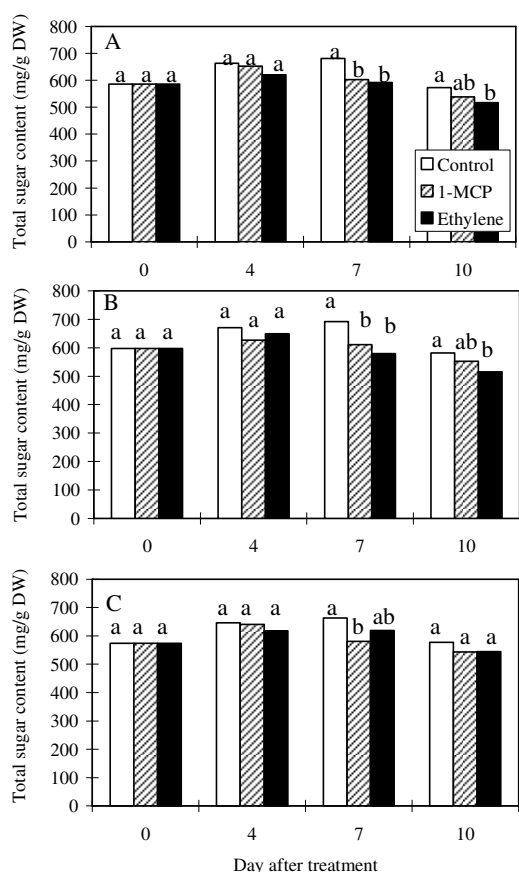 800
700
600
500
400
300
200
100
0
Total sugar content (mg/g DW)
A
a a a
a a a
a b b
a ab b
Control
1-MCP
Ethylene
0 4 7 10
800
700
600
500
400
300
200
100
0
Total sugar content (mg/g DW)
B
a a a
a a a
a b b
a ab b
0 4 7 10
800
700
600
500
400
300
200
100
0
Total sugar content (mg/g DW)
C
a a a
a a a
a b ab
a a a
0 4 7 10
Day after treatment